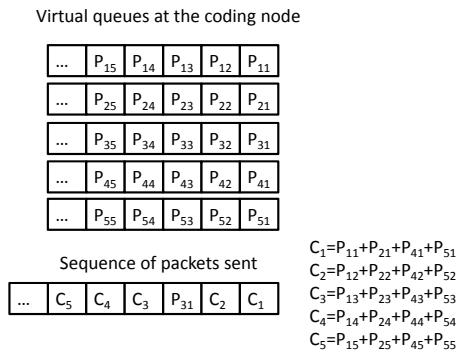 Virtual queues at the coding node
... P15 P14 P13 P12 P11
... P25 P24 P23 P22 P21
... P35 P34 P33 P32 P31
... P45 P44 P43 P42 P41
... P55 P54 P53 P52 P51
Sequence of packets sent
... C5 C4 C3 P31 C2 C1
C1=P11+P21+P41+P51
C2=P12+P22+P42+P52
C3=P13+P23+P43+P53
C4=P14+P24+P44+P54
C5=P15+P25+P45+P55